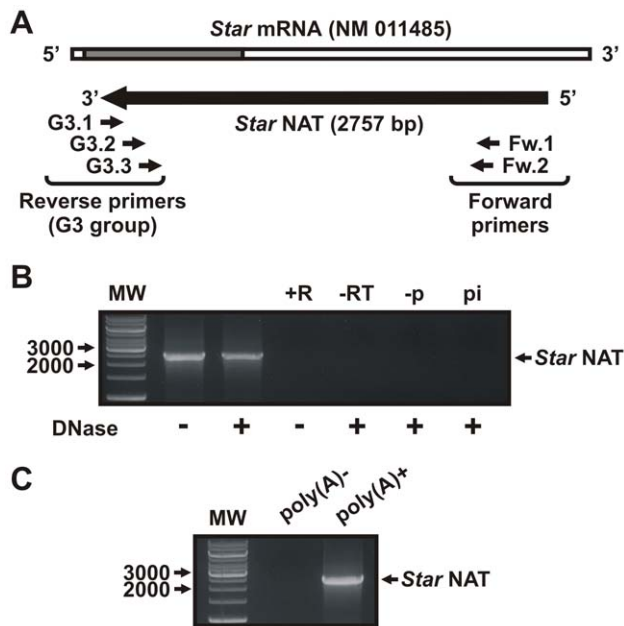 A
Star mRNA (NM 011485)
5’ 3’
3’ 5’
Star NAT (2757 bp)
G3.1
G3.2 Fw.1
G3.3 Fw.2
Reverse primers Forward
(G3 group) primers
B
MW +R -RT -p pi
3000
2000
Star NAT
DNase - + - + + +
C
MW poly(A)- poly(A)+
3000
2000
Star NAT